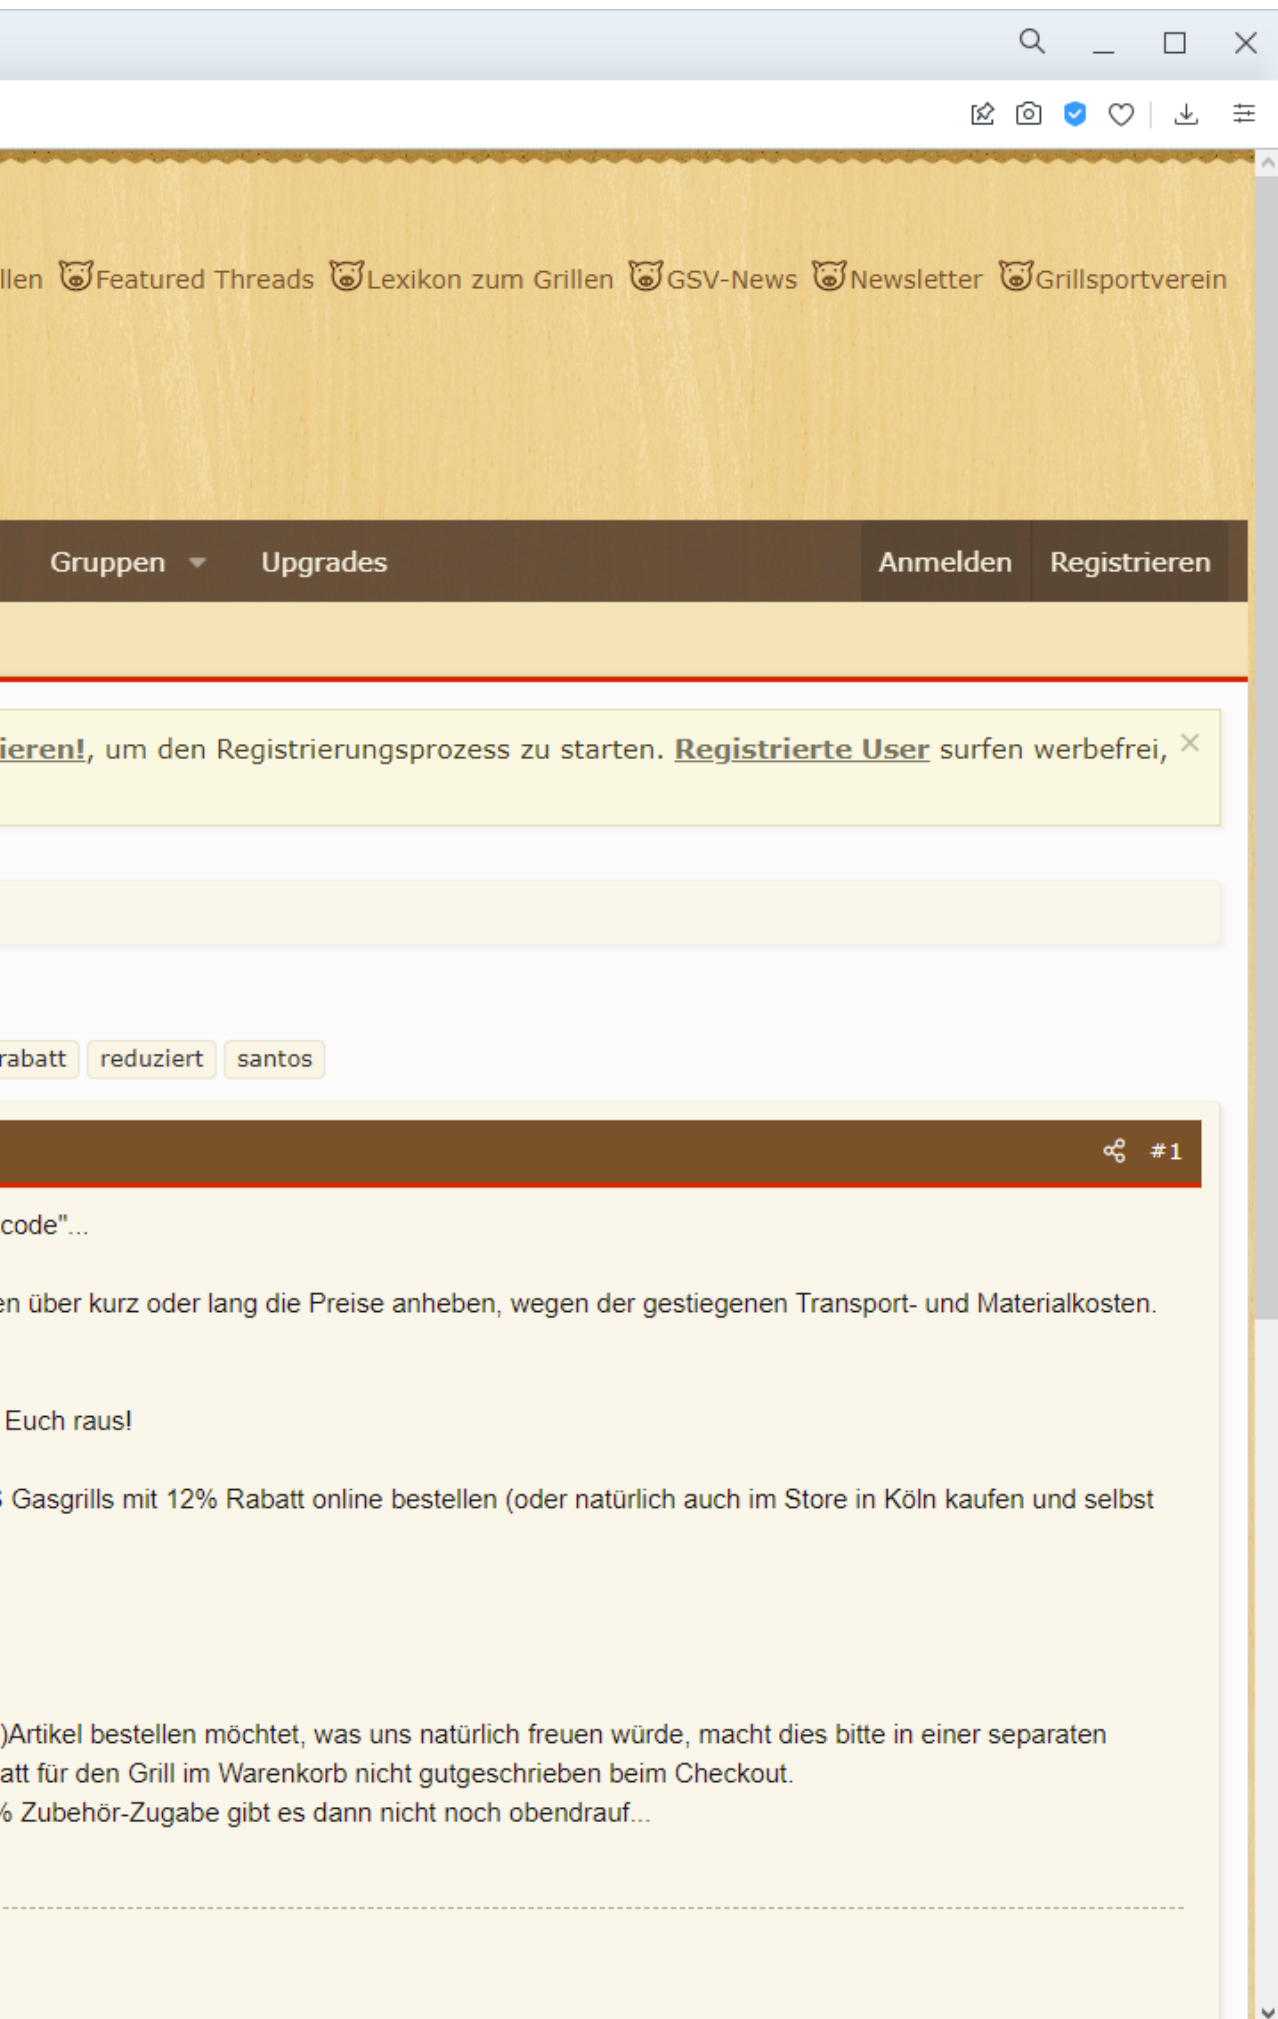 llen Featured Threads Lexikon zum Grillen GSV-News Newsletter Grillsportverein
Gruppen Upgrades Anmelden Registrieren
ieren!, um den Registrierungsprozess zu starten. Registrierte User surfen werbefrei,
rabatt reduziert santos
#1
code"...
en über kurz oder lang die Preise anheben, wegen der gestiegenen Transport- und Materialkosten.
Euch raus!
Gasgrills mit 12% Rabatt online bestellen (oder natürlich auch im Store in Köln kaufen und selbst
)Artikel bestellen möchtet, was uns natürlich freuen würde, macht dies bitte in einer separaten
att für den Grill im Warenkorb nicht gutgeschrieben beim Checkout.
% Zubehör-Zugabe gibt es dann nicht noch obendrauf...